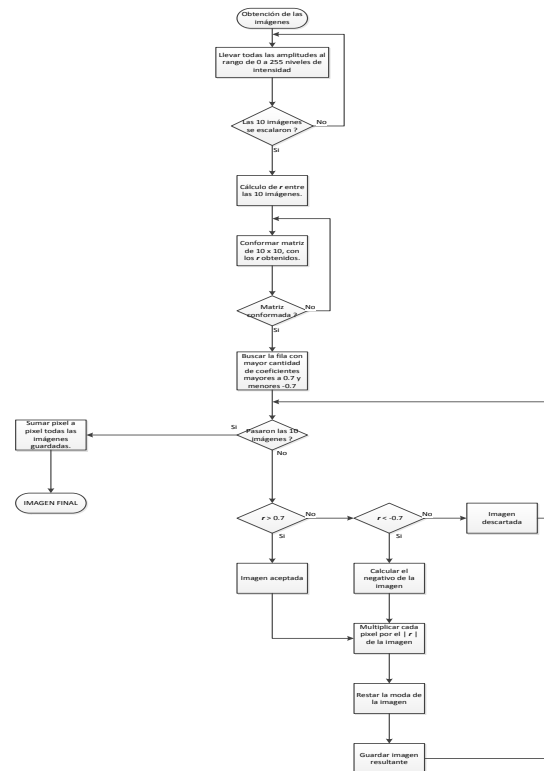 Obtención de las
imágenes
Llevar todas las amplitudes al
rango de 0 a 255 niveles de
intensidad
Las 10 imágenes
se escalaron ?
No
Si
Cálculo de r entre
las 10 imágenes.
Conformar matriz
de 10 x 10, con
los r obtenidos.
Matriz
conformada ?
No
Si
Buscar la fila con
mayor cantidad
de coeficientes
mayores a 0.7 y
menores -0.7
Pasaron las 10
imágenes ?
Si
No
Sumar pixel a
pixel todas las
imágenes
guardadas.
IMAGEN FINAL
r > 0.7
No
Si
r < -0.7
No
Si
Imagen
descartada
Imagen aceptada
Calcular el
negativo de la
imagen
Multiplicar cada
pixel por el | r |
de la imagen
Restar la moda de
la imagen
Guardar imagen
resultante